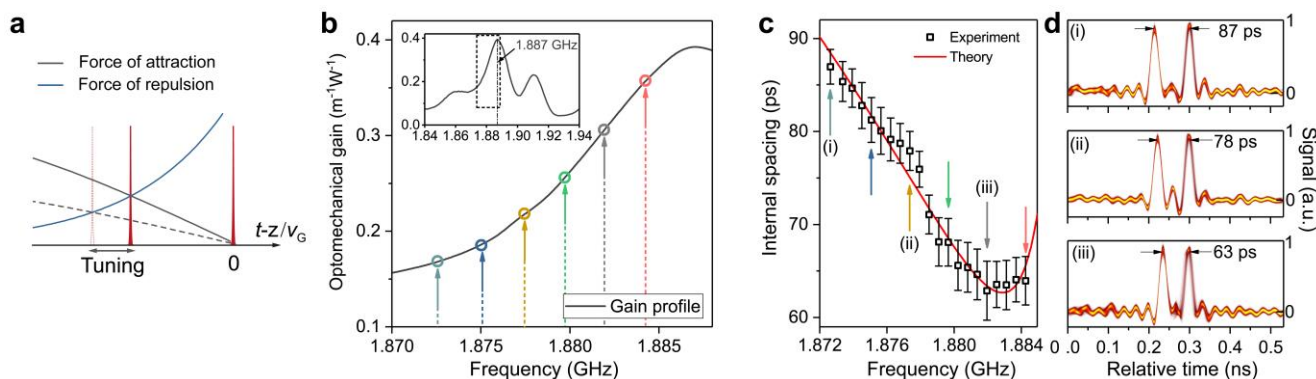 a
Force of attraction
Force of repulsion
t-z/vG
Tuning
0
b
Optomechanical gain (m-1W-1)
0.4
0.3
0.2
0.1
0.4
0.2
0.0
1.887 GHz
1.84 1.86 1.88 1.90 1.92 1.94
Gain profile
1.870 1.875 1.880 1.885
Frequency (GHz)
c
Internal spacing (ps)
90
80
70
60
Experiment
Theory
(i)
(ii)
(iii)
1.872 1.876 1.880 1.884
Frequency (GHz)
d
(i)
87 ps
1
0
(ii)
78 ps
1
0
(iii)
63 ps
1
0
Signal (a.u.)
0.0 0.1 0.2 0.3 0.4 0.5
Relative time (ns)